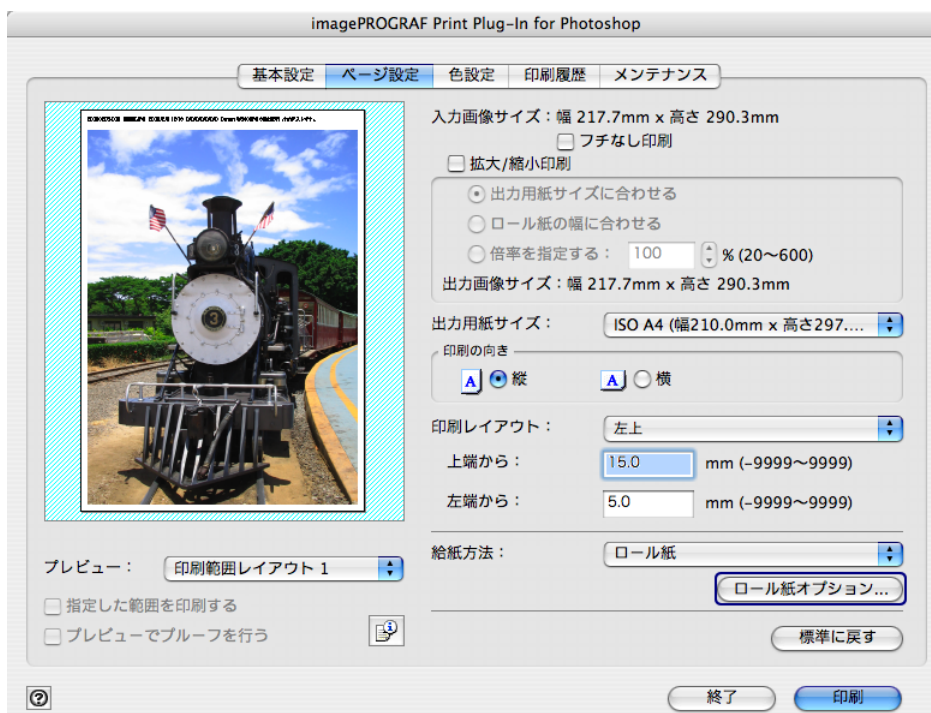 imagePROGRAF Print Plug-In for Photoshop
基本設定 ページ設定 色設定 印刷履歴 メンテナンス
入力画像サイズ：幅 217.7mm x 高さ 290.3mm
フチなし印刷
拡大/縮小印刷
出力用紙サイズに合わせる
ロール紙の幅に合わせる
倍率を指定する： 100 % (20～600)
出力画像サイズ：幅 217.7mm x 高さ 290.3mm
出力用紙サイズ： ISO A4 (幅210.0mm x 高さ297....
印刷の向き
A 縦 A 横
印刷レイアウト： 左上
上端から： 15.0 mm (-9999～9999)
左端から： 5.0 mm (-9999～9999)
給紙方法： ロール紙
ロール紙オプション...
標準に戻す
プレビュー： 印刷範囲レイアウト 1
指定した範囲を印刷する
プレビューでプルーフを行う
3
? 終了 印刷